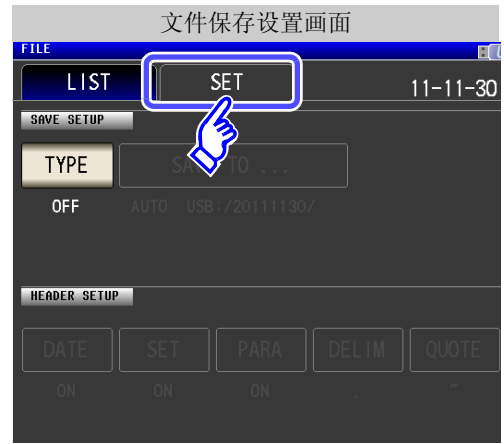 文件保存设置画面
FILE
LIST SET 11-11-30
SAVE SETUP
TYPE SAVE TO ...
OFF AUTO USB:/20111130/
HEADER SETUP
DATE SET PARA DELIM QUOTE
ON ON ON , ″